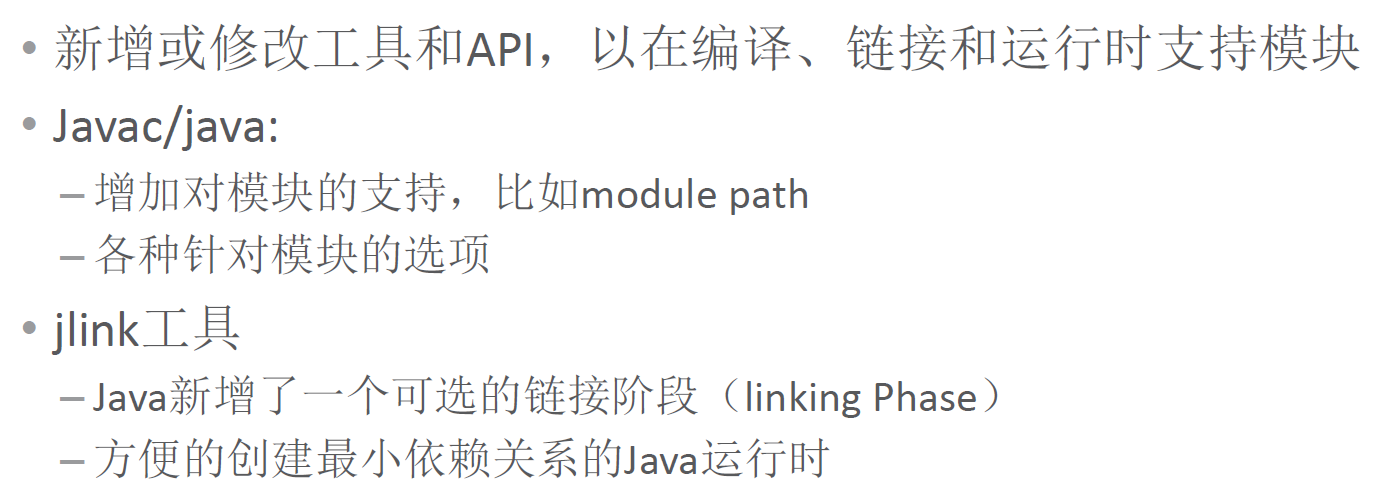 • 新增或修改工具和API，以在编译、链接和运行时支持模块
• Javac/java:
– 增加对模块的支持，比如module path
– 各种针对模块的选项
• jlink工具
– Java新增了一个可选的链接阶段（linking Phase）
– 方便的创建最小依赖关系的Java运行时